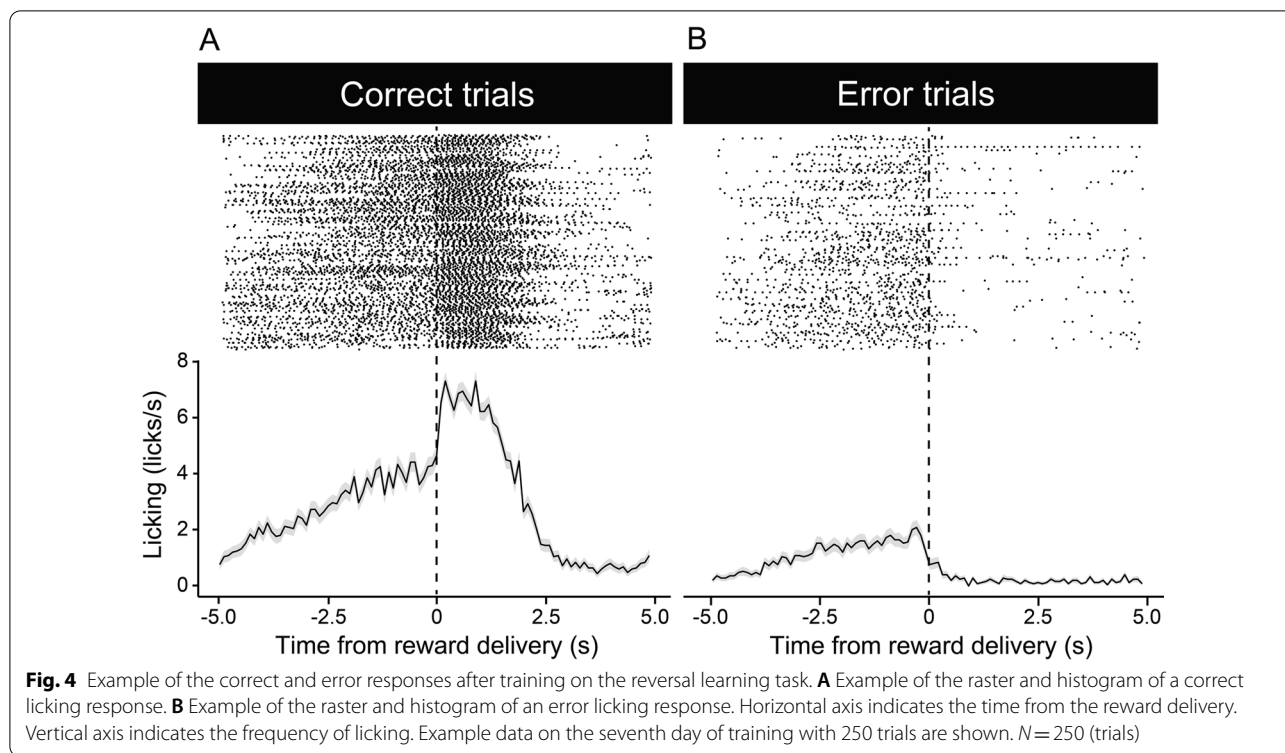 A
B
Correct trials
Error trials
8
6
4
2
0
Licking (licks/s)
-5.0 -2.5 0 2.5 5.0
-5.0 -2.5 0 2.5 5.0
Time from reward delivery (s)
Time from reward delivery (s)
Fig. 4 Example of the correct and error responses after training on the reversal learning task. A Example of the raster and histogram of a correct
licking response. B Example of the raster and histogram of an error licking response. Horizontal axis indicates the time from the reward delivery.
Vertical axis indicates the frequency of licking. Example data on the seventh day of training with 250 trials are shown. N = 250 (trials)